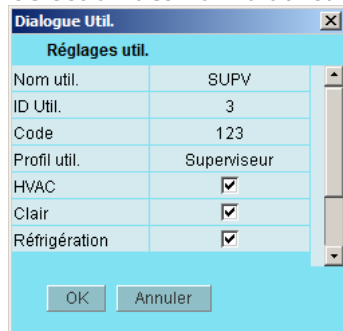 Dialogue Util.
Réglages util.
Nom util. SUPV
ID Util. 3
Code 123
Profil util. Superviseur
HVAC
Clair
Réfrigération
OK Annuler